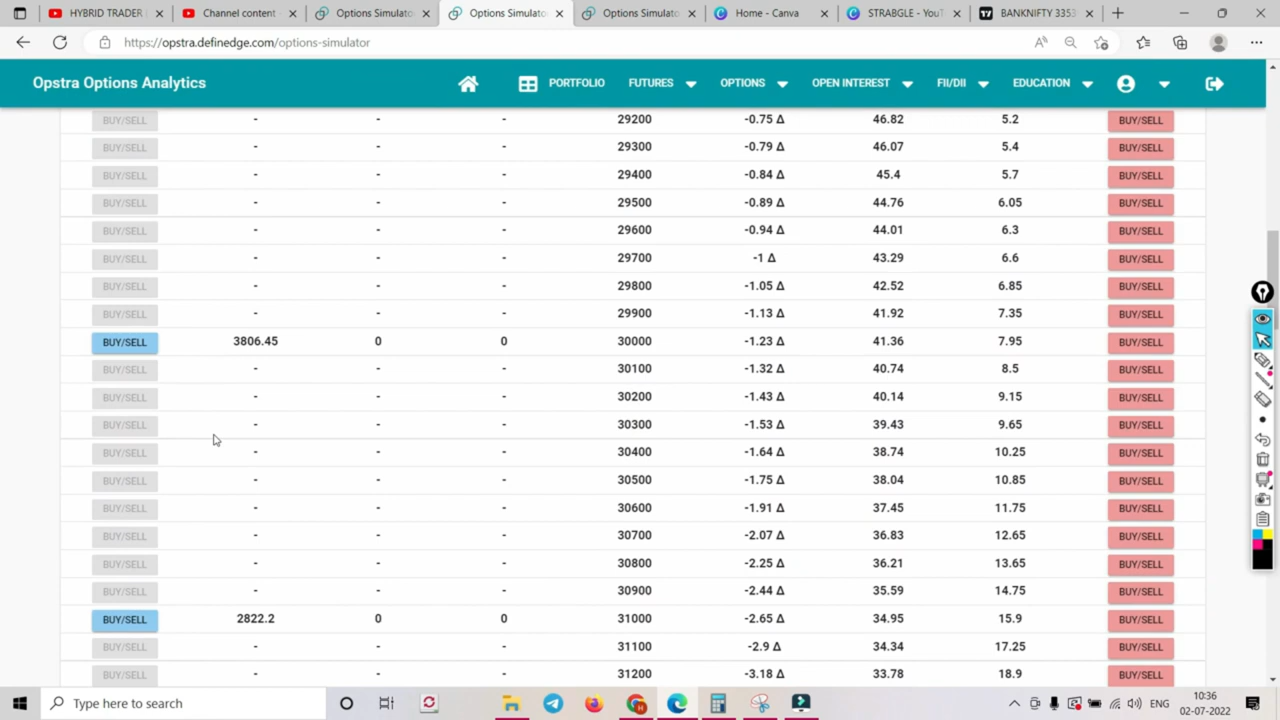 HYBRID TRADER
Channel content
Options Simulato
Options Simulato
Options Simulato
Home - Canva
STRABGLE - YouT
BANKNIFTY 3353
https://opstra.definedge.com/options-simulator
Opstra Options Analytics
PORTFOLIO
FUTURES
OPTIONS
OPEN INTEREST
FII/DII
EDUCATION
BUY/SELL - - - 29200 -0.75 Δ 46.82 5.2 BUY/SELL
BUY/SELL - - - 29300 -0.79 Δ 46.07 5.4 BUY/SELL
BUY/SELL - - - 29400 -0.84 Δ 45.4 5.7 BUY/SELL
BUY/SELL - - - 29500 -0.89 Δ 44.76 6.05 BUY/SELL
BUY/SELL - - - 29600 -0.94 Δ 44.01 6.3 BUY/SELL
BUY/SELL - - - 29700 -1 Δ 43.29 6.6 BUY/SELL
BUY/SELL - - - 29800 -1.05 Δ 42.52 6.85 BUY/SELL
BUY/SELL - - - 29900 -1.13 Δ 41.92 7.35 BUY/SELL
BUY/SELL 3806.45 0 0 30000 -1.23 Δ 41.36 7.95 BUY/SELL
BUY/SELL - - - 30100 -1.32 Δ 40.74 8.5 BUY/SELL
BUY/SELL - - - 30200 -1.43 Δ 40.14 9.15 BUY/SELL
BUY/SELL - - - 30300 -1.53 Δ 39.43 9.65 BUY/SELL
BUY/SELL - - - 30400 -1.64 Δ 38.74 10.25 BUY/SELL
BUY/SELL - - - 30500 -1.75 Δ 38.04 10.85 BUY/SELL
BUY/SELL - - - 30600 -1.91 Δ 37.45 11.75 BUY/SELL
BUY/SELL - - - 30700 -2.07 Δ 36.83 12.65 BUY/SELL
BUY/SELL - - - 30800 -2.25 Δ 36.21 13.65 BUY/SELL
BUY/SELL - - - 30900 -2.44 Δ 35.59 14.75 BUY/SELL
BUY/SELL 2822.2 0 0 31000 -2.65 Δ 34.95 15.9 BUY/SELL
BUY/SELL - - - 31100 -2.9 Δ 34.34 17.25 BUY/SELL
BUY/SELL - - - 31200 -3.18 Δ 33.78 18.9 BUY/SELL
Type here to search
ENG
10:36
02-07-2022